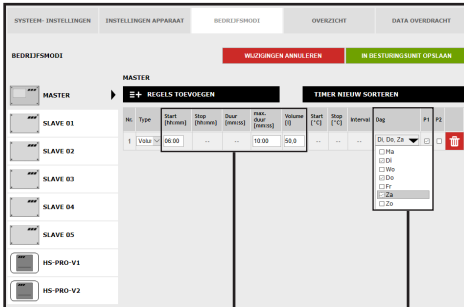 SYSTEEM- INSTELLINGEN INSTELLINGEN APPARAAT BEDRIJFSMODI OVERZICHT DATA OVERDRACHT
BEDRIJFSMODI
WIJZIGINGEN ANNULEREN
IN BESTURINGSUNIT OPSLAAN
MASTER
REGELS TOEVOEGEN
TIMER NIEUW SORTEREN
MASTER
SLAVE 01
SLAVE 02
SLAVE 03
SLAVE 04
SLAVE 05
HS-PRO-V1
HS-PRO-V2
Nr. Type Start [hh:mm] Stop [hh:mm] Duur [mm:ss] max. duur [mm:ss] Volume [l] Start [°C] Stop [°C] Interval Dag P1 P2
1 Volur 06:00 -- -- 10:00 50,0 -- -- -- Di, Do, Za
Ma
Di
Wo
Do
Fr
Za
Zo